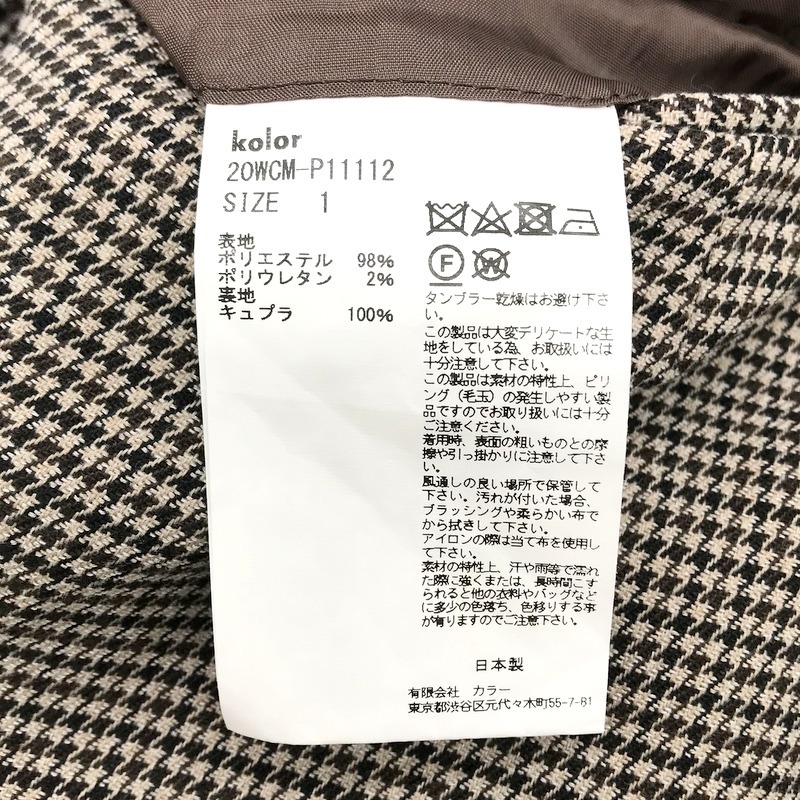 kolor
20WCM-P11112
SIZE 1
表地
ポリエステル 98%
ポリウレタン 2%
裏地
キュプラ 100%
F
W
タンブラー乾燥はお避け下さ
い。
この製品は大変デリケートな生
地をしている為、お取扱いには
十分注意して下さい。
この製品は素材の特性上、ピリ
ング(毛玉)の発生しやすい製
品ですのでお取り扱いには十分
ご注意ください。
着用時、表面の粗いものとの摩
擦や引っ掛かりに注意して下さ
い。
風通しの良い場所で保管して
下さい。汚れが付いた場合、
ブラッシングや柔らかい布で
から拭きして下さい。
アイロンの際は当て布を使用し
て下さい。
素材の特性上、汗や雨等で濡れ
た際に強くまたは、長時間こす
られると他の衣料やバッグなど
に多少の色落ち、色移りする事
が有りますのでご注意下さい。
日本製
有限会社 カラー
東京都渋谷区元代々木町55-7-B1